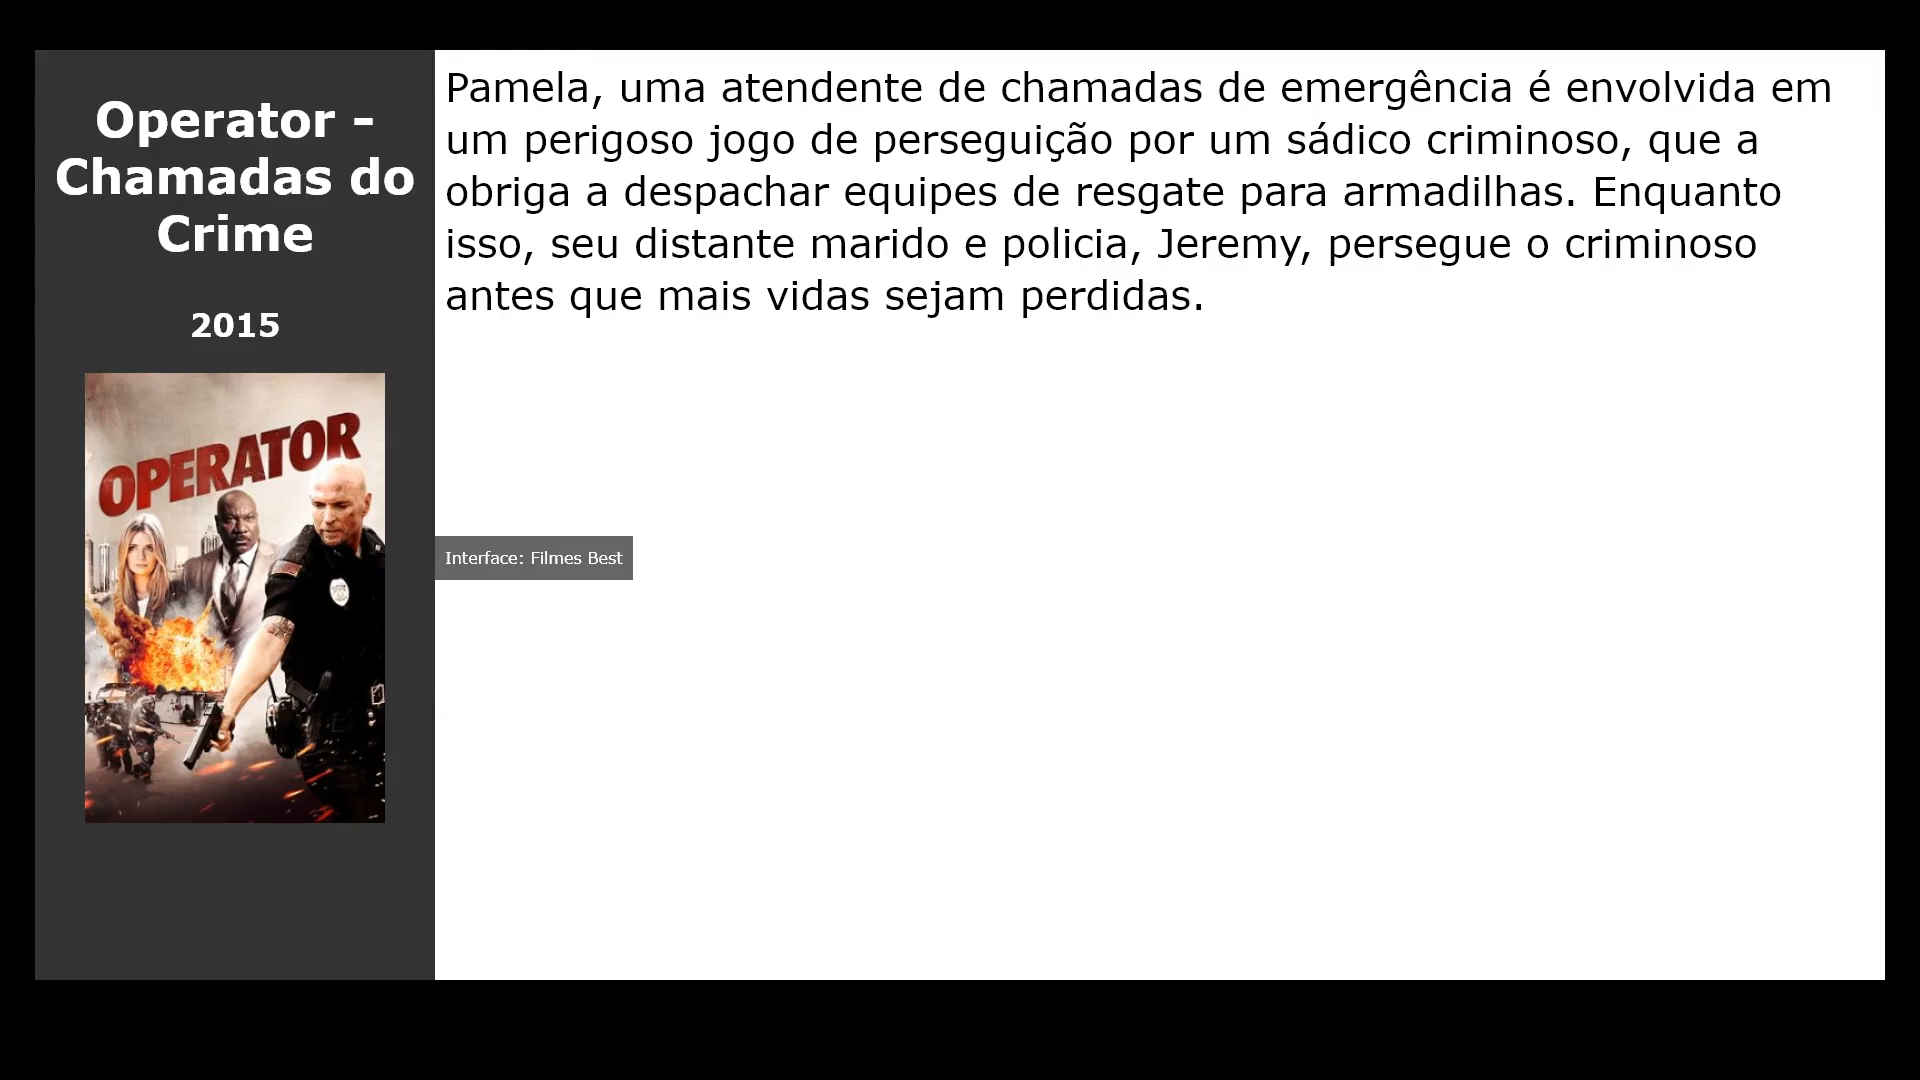 Operator -
Chamadas do
Crime
2015
OPERATOR
Pamela, uma atendente de chamadas de emergência é envolvida em
um perigoso jogo de perseguição por um sádico criminoso, que a
obriga a despachar equipes de resgate para armadilhas. Enquanto
isso, seu distante marido e policia, Jeremy, persegue o criminoso
antes que mais vidas sejam perdidas.
Interface: Filmes Best